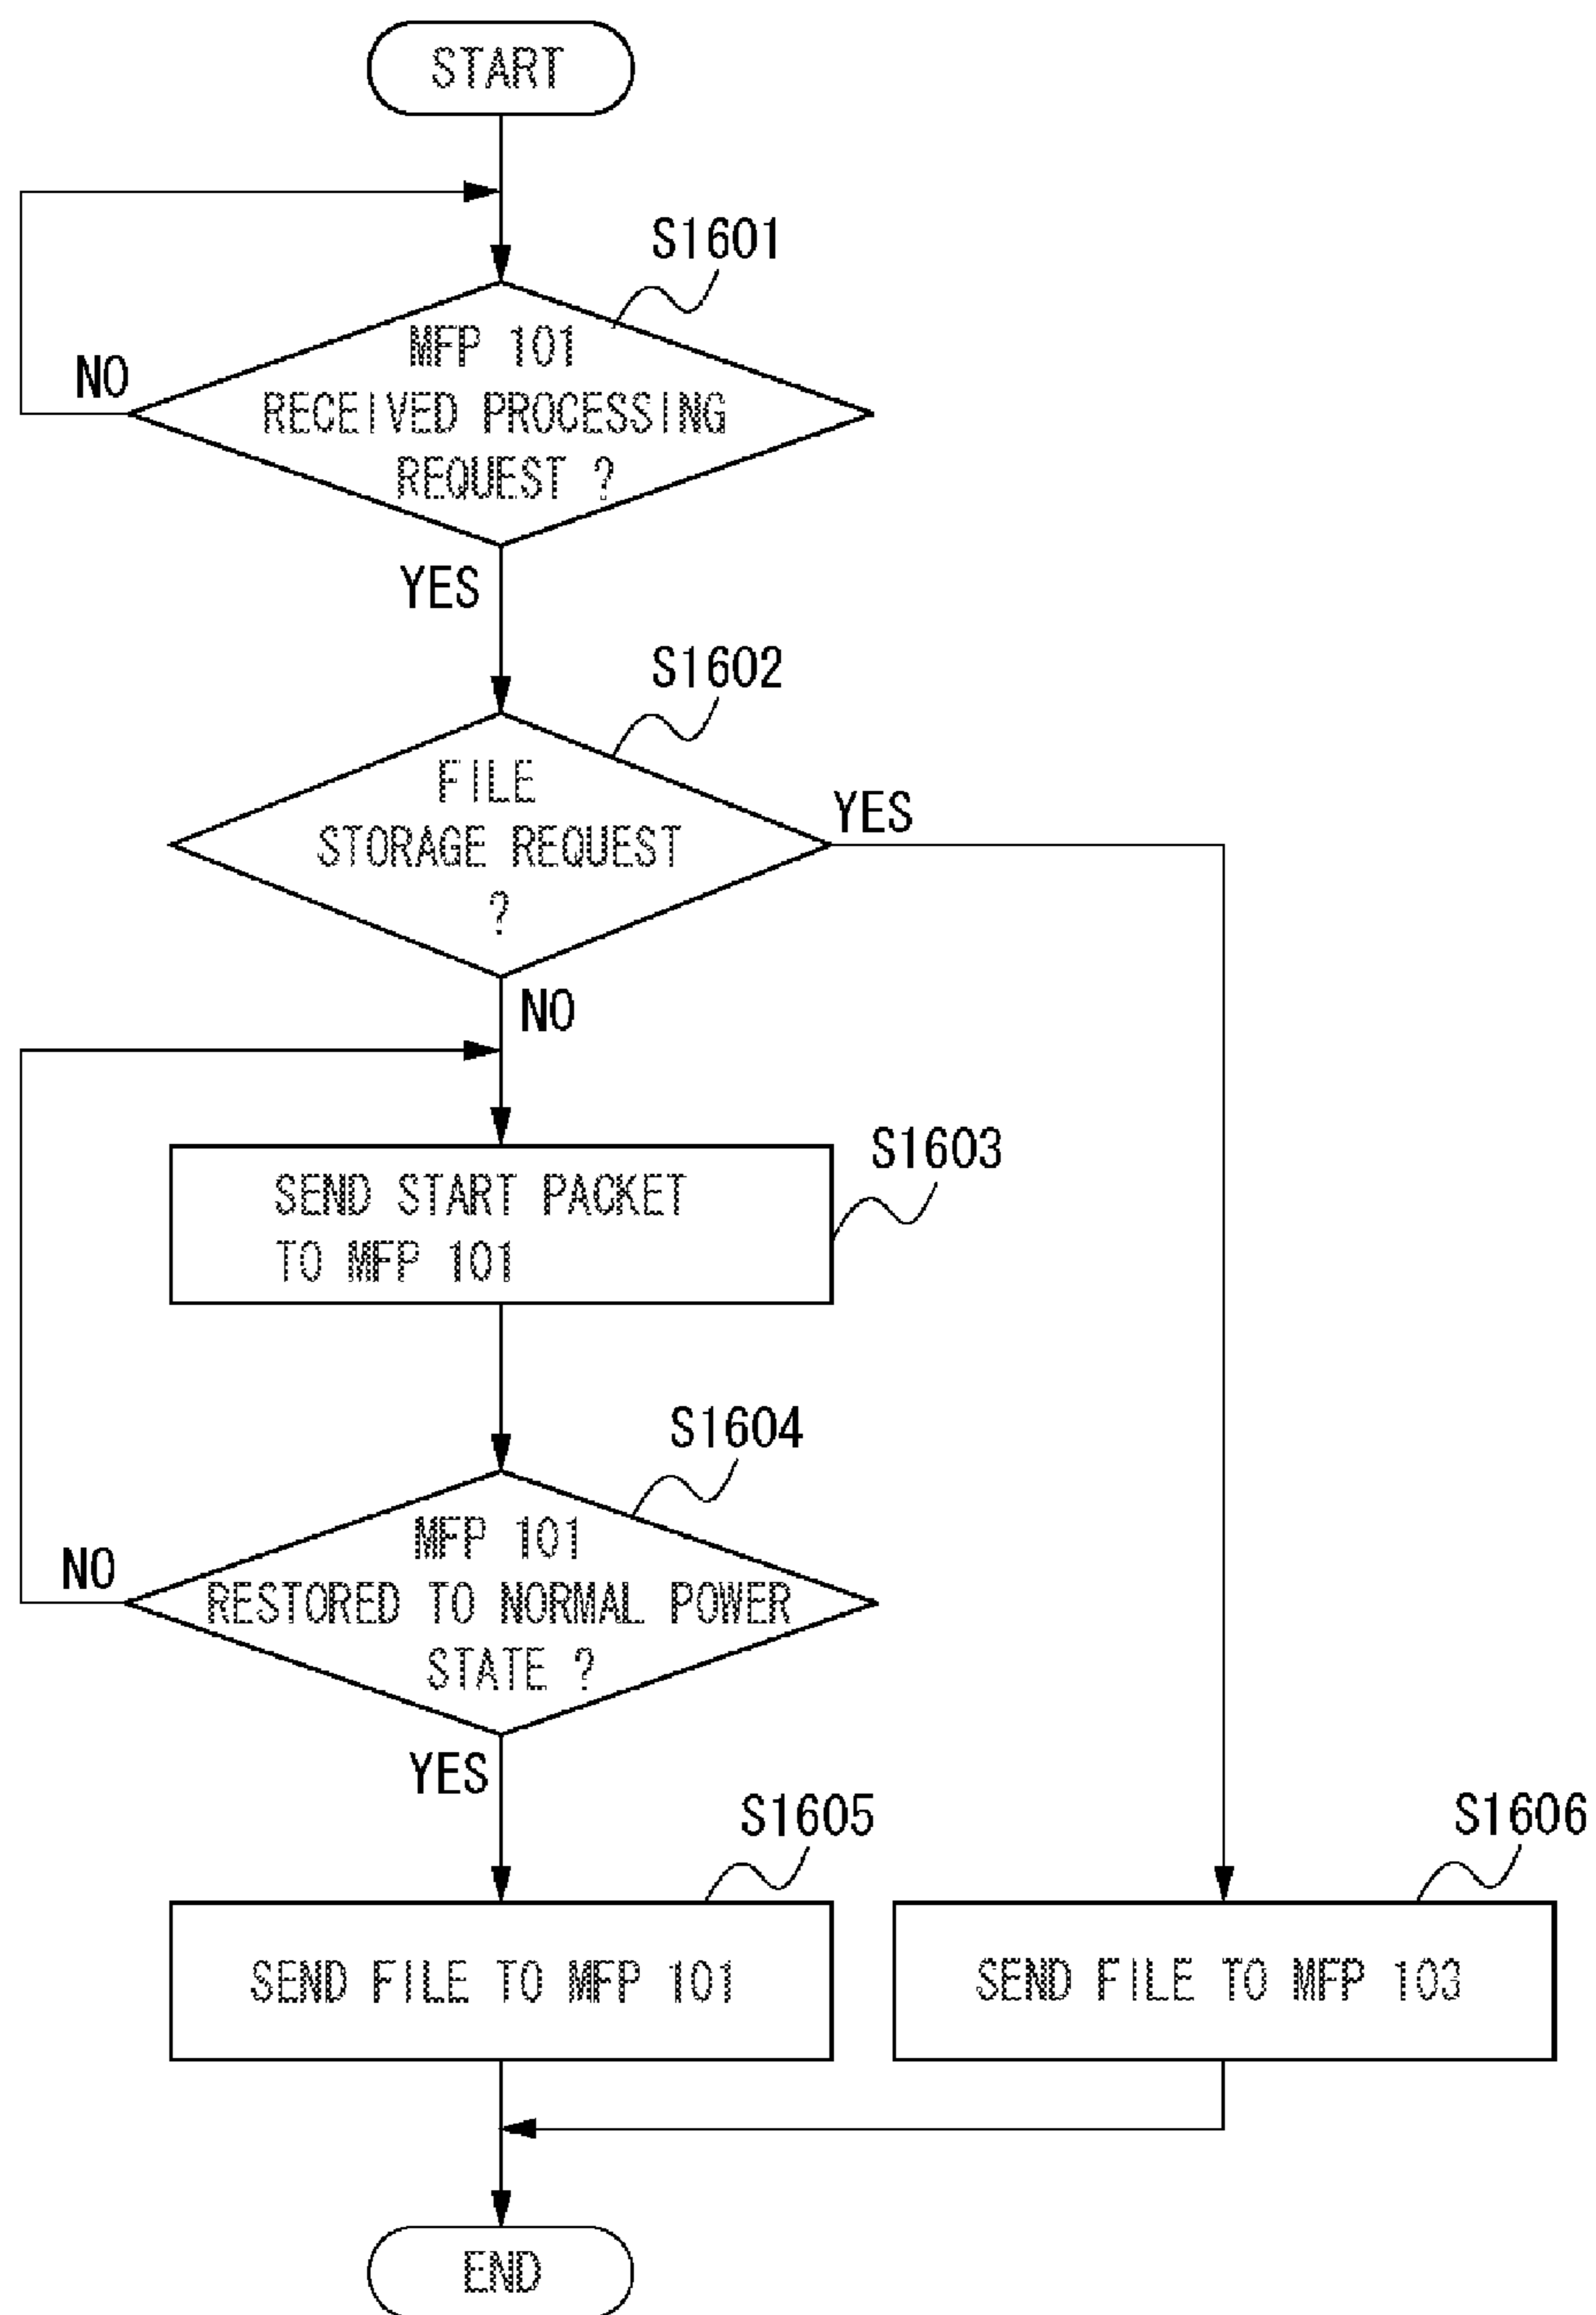 START
S1601
MFP 101
RECEIVED PROCESSING
REQUEST ?
NO
YES
S1602
FILE
STORAGE REQUEST
?
YES
NO
S1603
SEND START PACKET
TO MFP 101
S1604
MFP 101
RESTORED TO NORMAL POWER
STATE ?
NO
YES
S1605
SEND FILE TO MFP 101
S1606
SEND FILE TO MFP 103
END